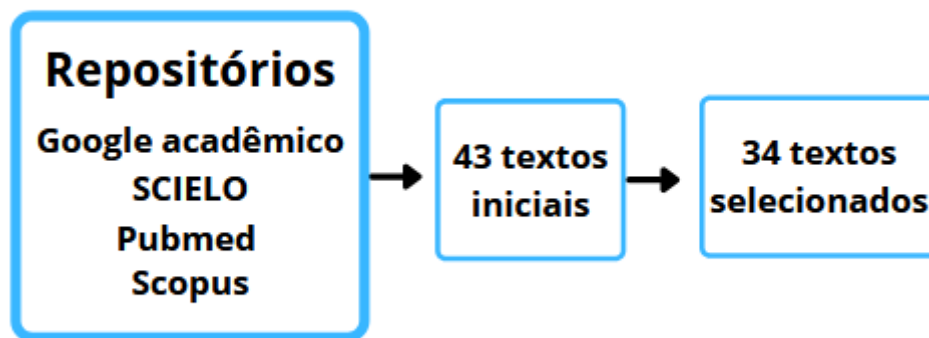 Repositórios
Google acadêmico
SCIELO
Pubmed
Scopus
43 textos
iniciais
34 textos
selecionados